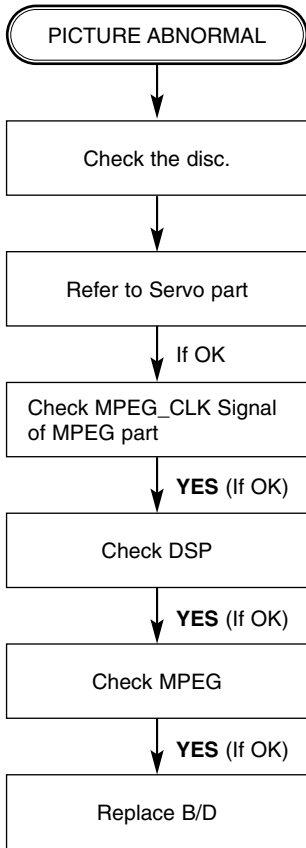 PICTURE ABNORMAL
Check the disc.
Refer to Servo part
If OK
Check MPEG_CLK Signal
of MPEG part
YES (If OK)
Check DSP
YES (If OK)
Check MPEG
YES (If OK)
Replace B/D